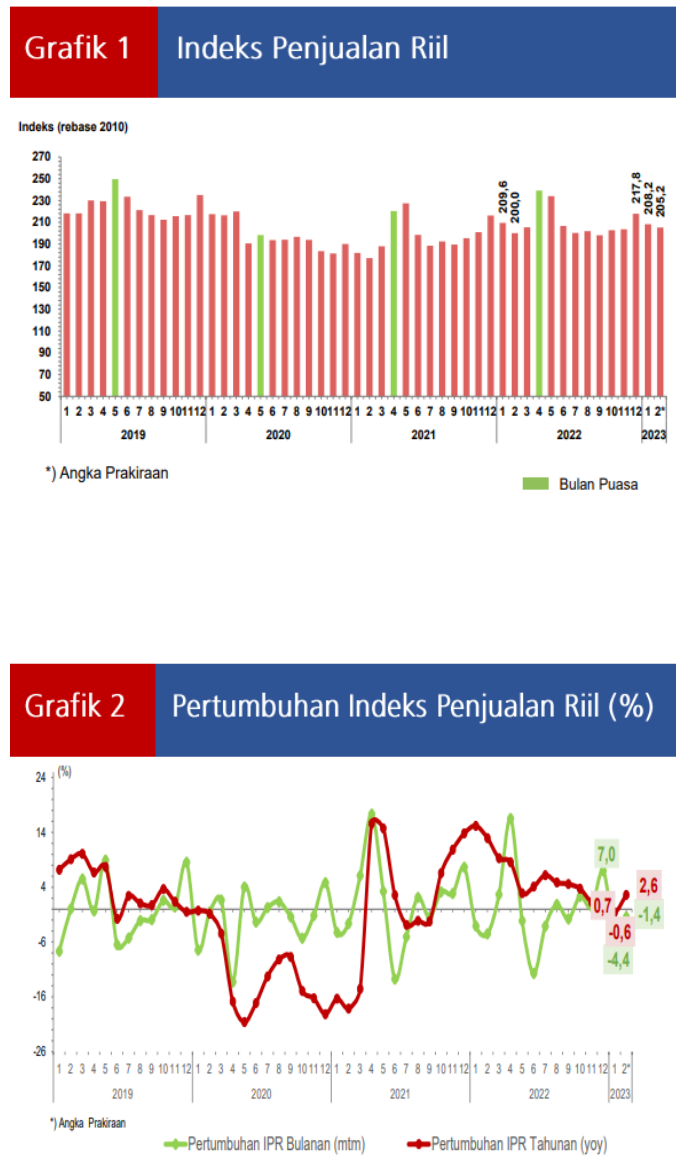 Grafik 1 Indeks Penjualan Riil
Indeks (rebase 2010)
270
250
230
210
190
170
150
130
110
90
70
50
209,6
200,0
217,8
208,2
205,2
1 2 3 4 5 6 7 8 9 10 11 12 1 2 3 4 5 6 7 8 9 10 11 12 1 2 3 4 5 6 7 8 9 10 11 12 1 2 3 4 5 6 7 8 9 10 11 12 1 2*
2019 2020 2021 2022 2023
*) Angka Prakiraan
Bulan Puasa
Grafik 2 Pertumbuhan Indeks Penjualan Riil (%)
(%)
24
14
4
-6
-16
-26
7,0
0,7
2,6
-0,6
-1,4
-4,4
1 2 3 4 5 6 7 8 9 10 11 12 1 2 3 4 5 6 7 8 9 10 11 12 1 2 3 4 5 6 7 8 9 10 11 12 1 2 3 4 5 6 7 8 9 10 11 12 1 2*
2019 2020 2021 2022 2023
*) Angka Prakiraan
Pertumbuhan IPR Bulanan (mtm) Pertumbuhan IPR Tahunan (yoy)